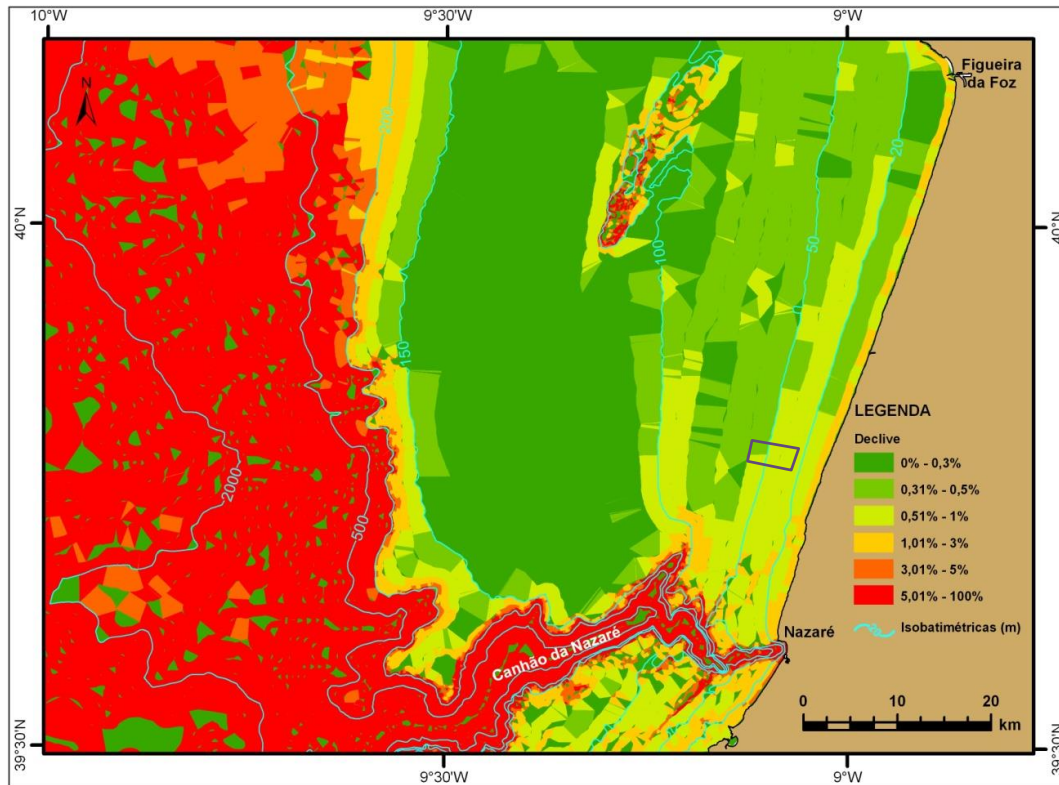 10°W
9°30'W
9°W
N
Figueira
da Foz
200
20
40°N
40°N
50
100
150
2000
500
LEGENDA
Declive
0% - 0,3%
0,31% - 0,5%
0,51% - 1%
1,01% - 3%
3,01% - 5%
5,01% - 100%
Isobatimétricas (m)
Canhão da Nazaré
Nazaré
0
10
20
km
39°30'N
39°30'N
9°30'W
9°W